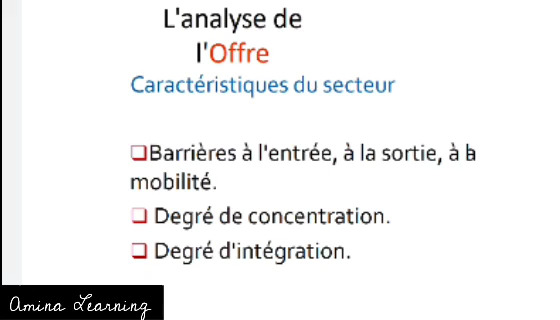 L'analyse de
l'Offre
Caractéristiques du secteur
Barrières à l'entrée, à la sortie, à la
mobilité.
Degré de concentration.
Degré d'intégration.
Amina Learning